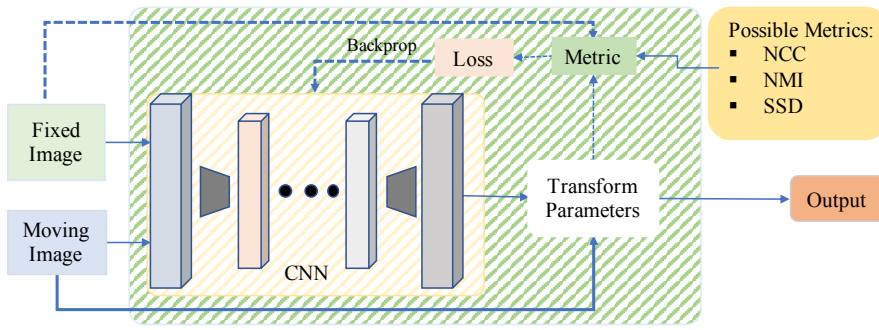 Possible Metrics:
▪ NCC
▪ NMI
▪ SSD
Backprop
Loss
Metric
Fixed
Image
Moving
Image
CNN
Transform
Parameters
Output